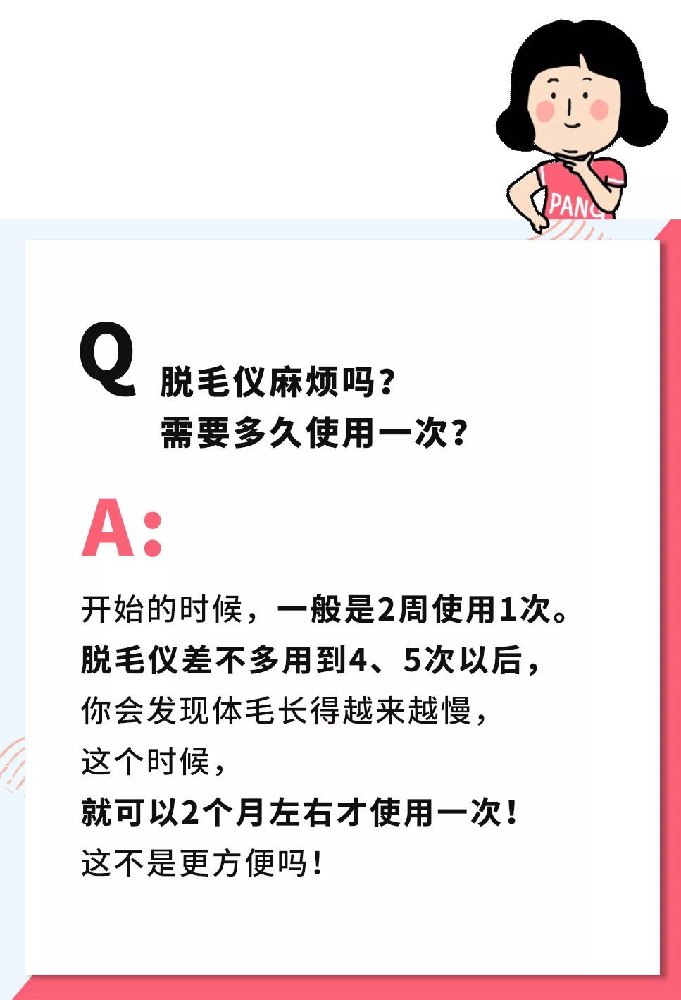 PANG
Q
脱毛仪麻烦吗？
需要多久使用一次？
A:
开始的时候，一般是2周使用1次。
脱毛仪差不多用到4、5次以后，
你会发现体毛长得越来越慢，
这个时候，
就可以2个月左右才使用一次！
这不是更方便吗！